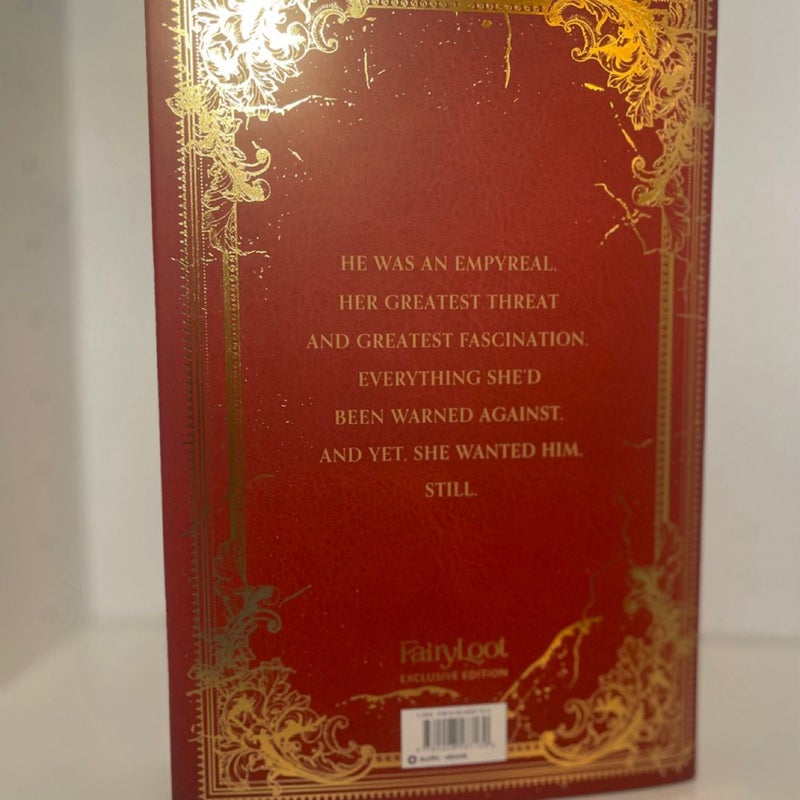 HE WAS AN EMPYREAL.
HER GREATEST THREAT
AND GREATEST FASCINATION.
EVERYTHING SHE'D
BEEN WARNED AGAINST.
AND YET. SHE WANTED HIM.
STILL.
FairyLoot
EXCLUSIVE EDITION